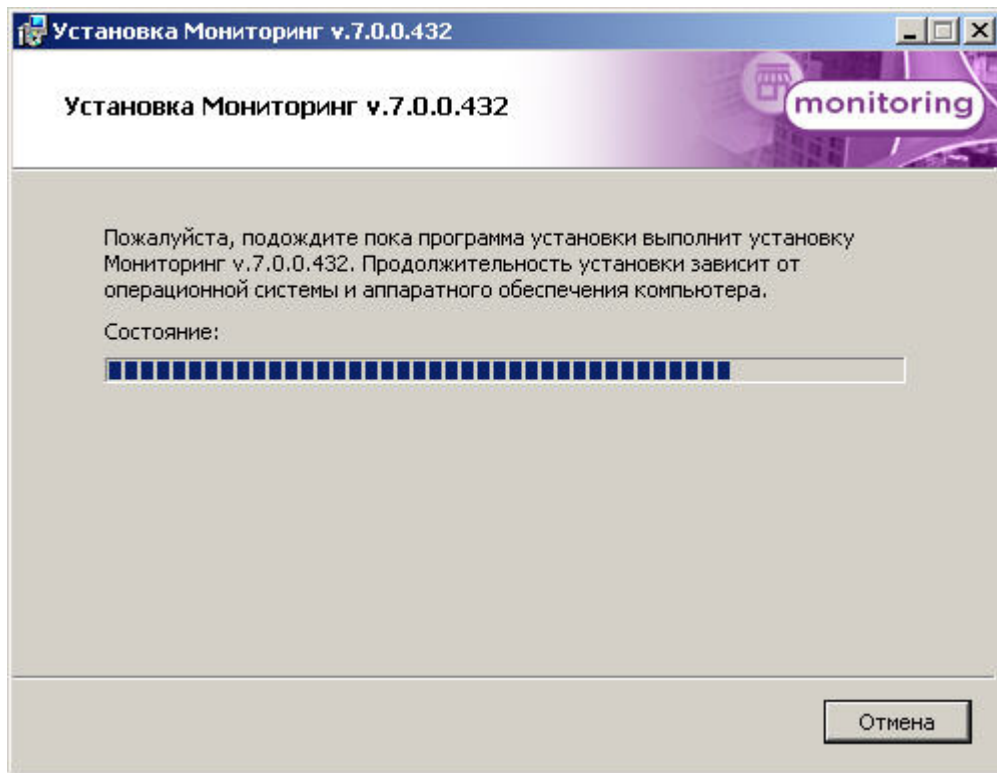 Установка Мониторинг v.7.0.0.432
Установка Мониторинг v.7.0.0.432
monitoring
Пожалуйста, подождите пока программа установки выполнит установку
Мониторинг v.7.0.0.432. Продолжительность установки зависит от
операционной системы и аппаратного обеспечения компьютера.
Состояние:
Отмена